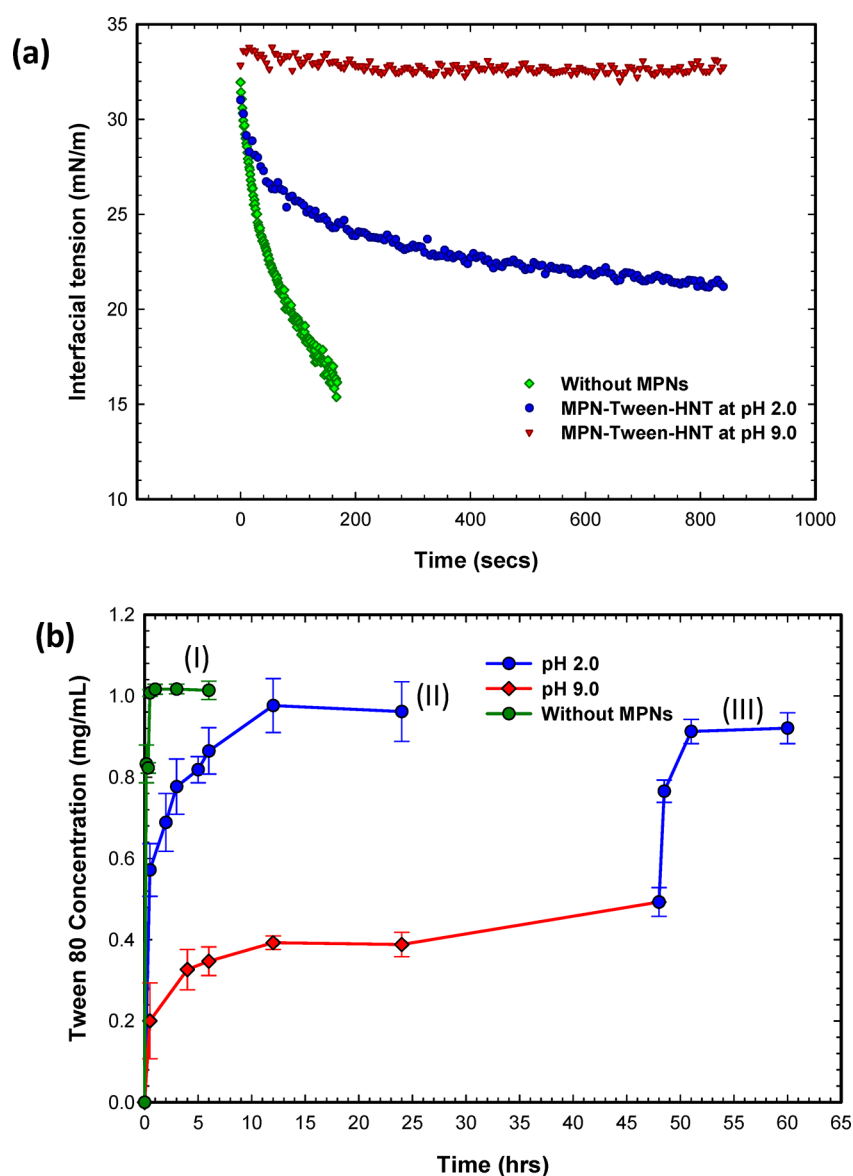 (a)
35
30
25
20
15
10
Interfacial tension (mN/m)
Without MPNs
MPN-Tween-HNT at pH 2.0
MPN-Tween-HNT at pH 9.0
0 200 400 600 800 1000
Time (secs)
(b)
1.2
1.0
0.8
0.6
0.4
0.2
0.0
Tween 80 Concentration (mg/mL)
(I)
(II)
(III)
pH 2.0
pH 9.0
Without MPNs
0 5 10 15 20 25 30 35 40 45 50 55 60 65
Time (hrs)